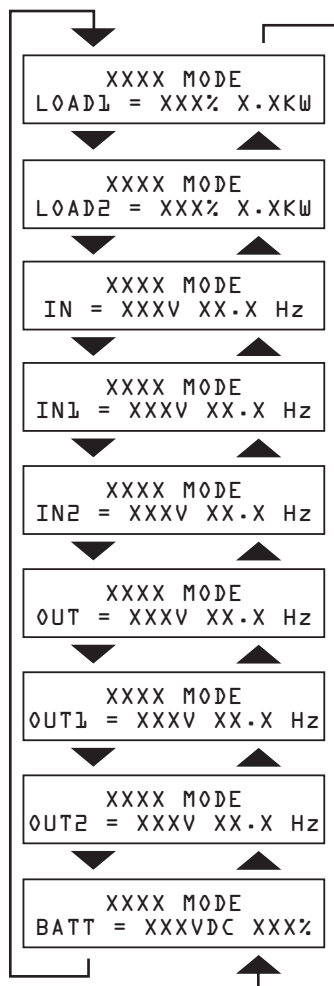 XXXX MODE
LOAD1 = XXX% X.XKW
XXXX MODE
LOAD2 = XXX% X.XKW
XXXX MODE
IN = XXXV XX.X Hz
XXXX MODE
IN1 = XXXV XX.X Hz
XXXX MODE
IN2 = XXXV XX.X Hz
XXXX MODE
OUT = XXXV XX.X Hz
XXXX MODE
OUT1 = XXXV XX.X Hz
XXXX MODE
OUT2 = XXXV XX.X Hz
XXXX MODE
BATT = XXXVDC XXX%